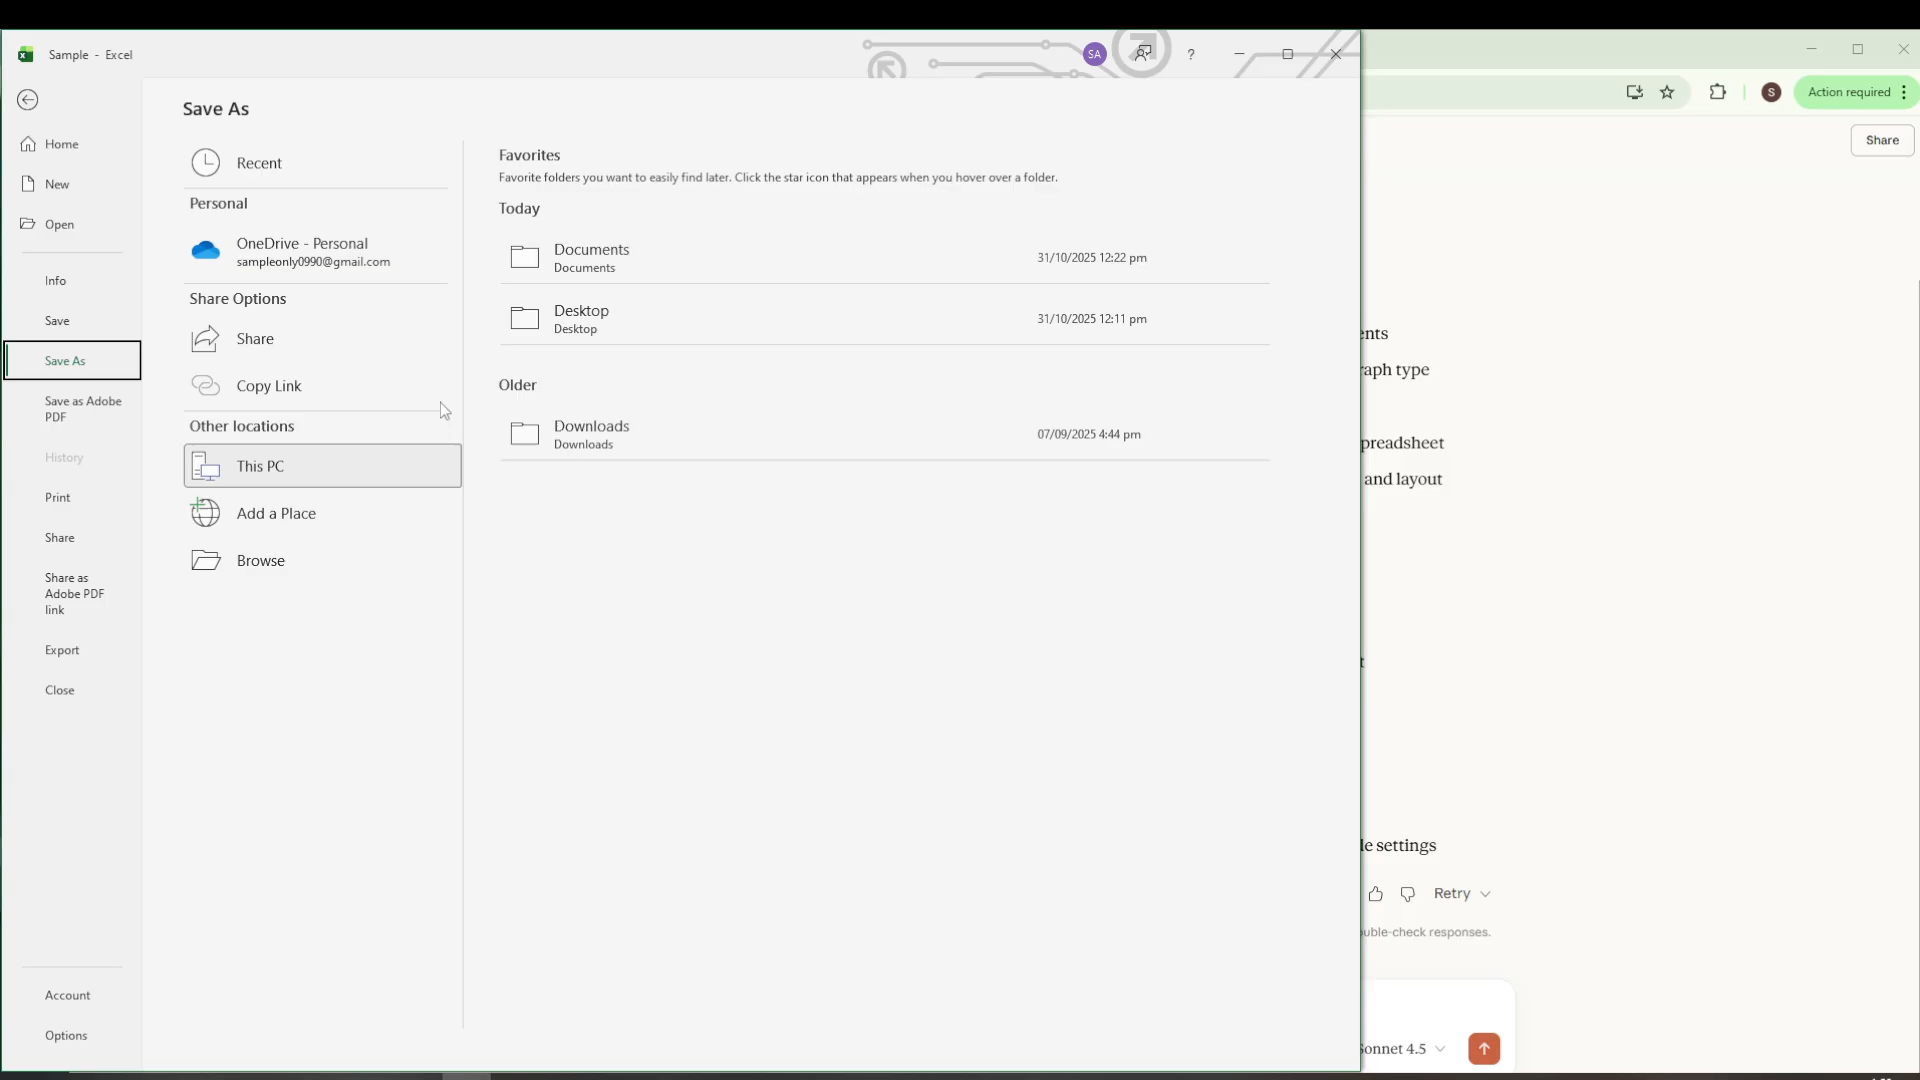 Sample - Excel
SA
?
Action required
S
Share
Save As
Home
New
Open
Info
Save
Save As
Save as Adobe
PDF
History
Print
Share
Share as
Adobe PDF
link
Export
Close
Account
Options
Recent
Personal
OneDrive - Personal
sampleonly0990@gmail.com
Share Options
Share
Copy Link
Other locations
This PC
Add a Place
Browse
Favorites
Favorite folders you want to easily find later. Click the star icon that appears when you hover over a folder.
Today
Documents
Documents
31/10/2025 12:22 pm
Desktop
Desktop
31/10/2025 12:11 pm
Older
Downloads
Downloads
07/09/2025 4:44 pm
ents
raph type
preadsheet
and layout
t
le settings
Retry
ouble-check responses.
Sonnet 4.5